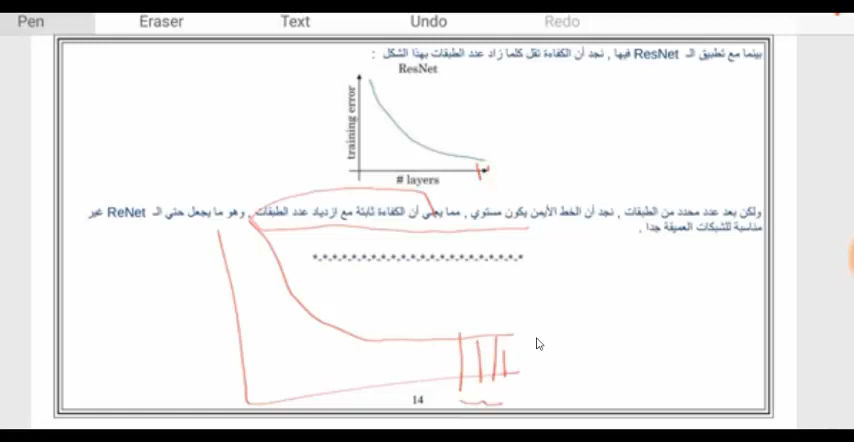 Pen Eraser Text Undo Redo
بينما مع تطبيق الـ ResNet فيها , نجد أن الكفاءة تقل كلما زاد عدد الطبقات بهذا الشكل :
ResNet
training error
# layers
ولكن بعد عدد محدد من الطبقات , نجد أن الخط الأيمن يكون مستوي , مما يعني أن الكفاءة ثابتة مع ازدياد عدد الطبقات , وهو ما يجعل حتي الـ ReNet غير
مناسبة للشبكات العميقة جدا .
*-*-*-*-*-*-*-*-*-*-*-*-*-*-*-*-*-*-*-*-*-*
14